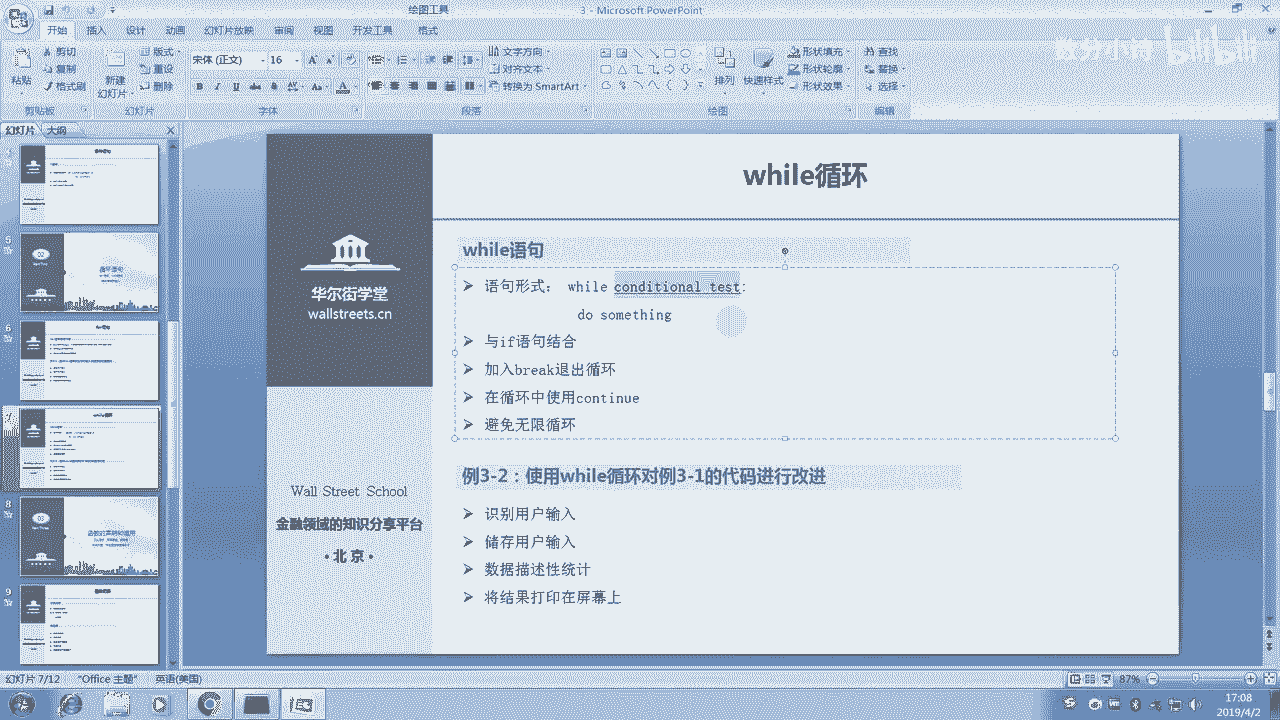 绘图工具
3 - Microsoft PowerPoint
开始 插入 设计 动画 幻灯片放映 审阅 视图 开发工具 格式
粘贴
剪切
复制
格式刷
剪贴板
新建
幻灯片
版式
重设
删除
幻灯片
宋体 (正文) 16
字体
文字方向
对齐文本
转换为 SmartArt
段落
排列 快速样式
形状填充
形状轮廓
形状效果
绘图
查找
替换
选择
编辑
幻灯片 大纲
5
6
7
8
9
while循环
华尔街学堂
wallstreets.cn
Wall Street School
金融领域的知识分享平台
• 北 京 •
while语句
语句形式： while conditional test:
do something
与if语句结合
加入break退出循环
在循环中使用continue
避免无限循环
例3-2：使用while循环对例3-1的代码进行改进
识别用户输入
储存用户输入
数据描述性统计
将结果打印在屏幕上
幻灯片 7/12 "Office 主题" 英语(美国)
87%
17:08
2019/4/2